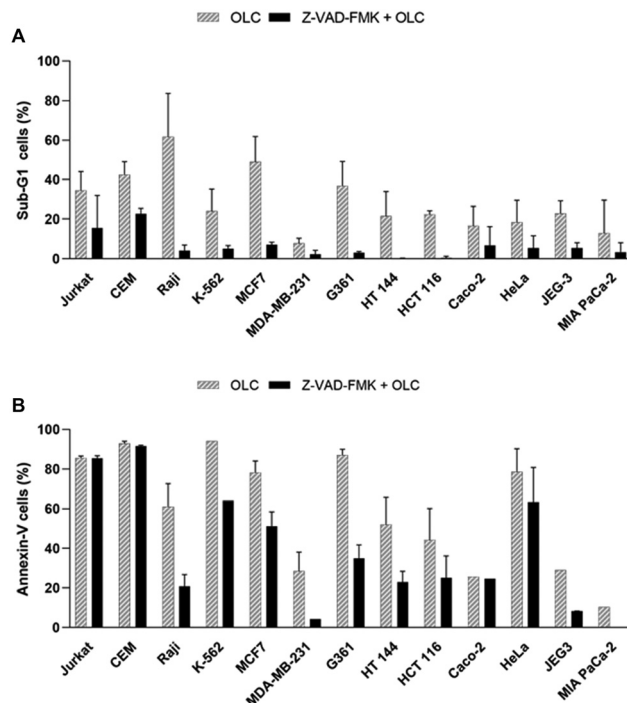 OLC Z-VAD-FMK + OLC
A
Sub-G1 cells (%)
100
80
60
40
20
0
Jurkat
CEM
Raji
K-562
MCF7
MDA-MB-231
G361
HT 144
HCT 116
Caco-2
HeLa
JEG-3
MIA PaCa-2
OLC Z-VAD-FMK + OLC
B
Annexin-V cells (%)
100
80
60
40
20
0
Jurkat
CEM
Raji
K-562
MCF7
MDA-MB-231
G361
HT 144
HCT 116
Caco-2
HeLa
JEG3
MIA PaCa-2